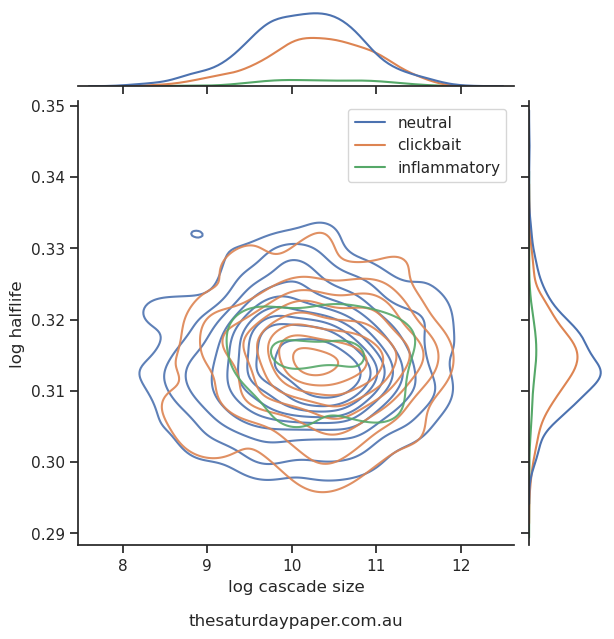 0.35
0.34
0.33
0.32
0.31
0.30
0.29
log halflife
neutral
clickbait
inflammatory
8 9 10 11 12
log cascade size
thesaturdaypaper.com.au